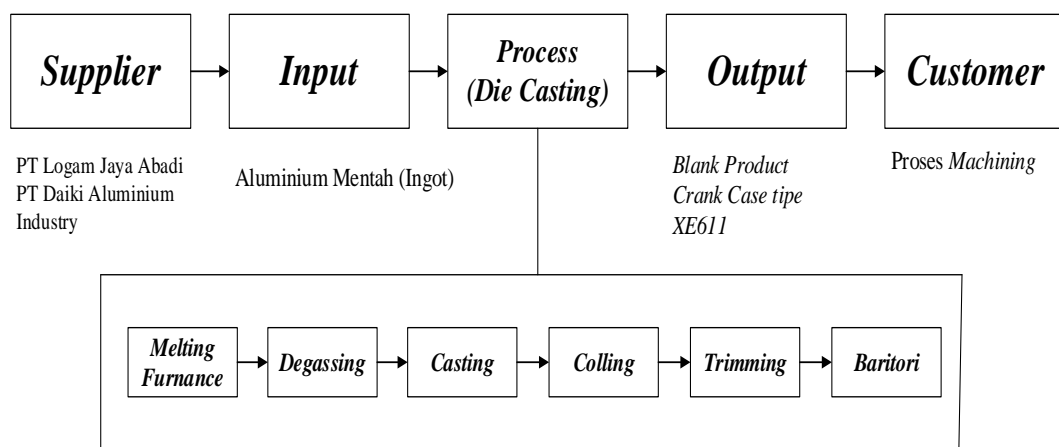 Supplier
Input
Process
(Die Casting)
Output
Customer
PT Logam Jaya Abadi
PT Daiki Aluminium
Industry
Aluminium Mentah (Ingot)
Blank Product
Crank Case tipe
XE611
Proses Machining
Melting
Furnance
Degassing
Casting
Colling
Trimming
Baritori